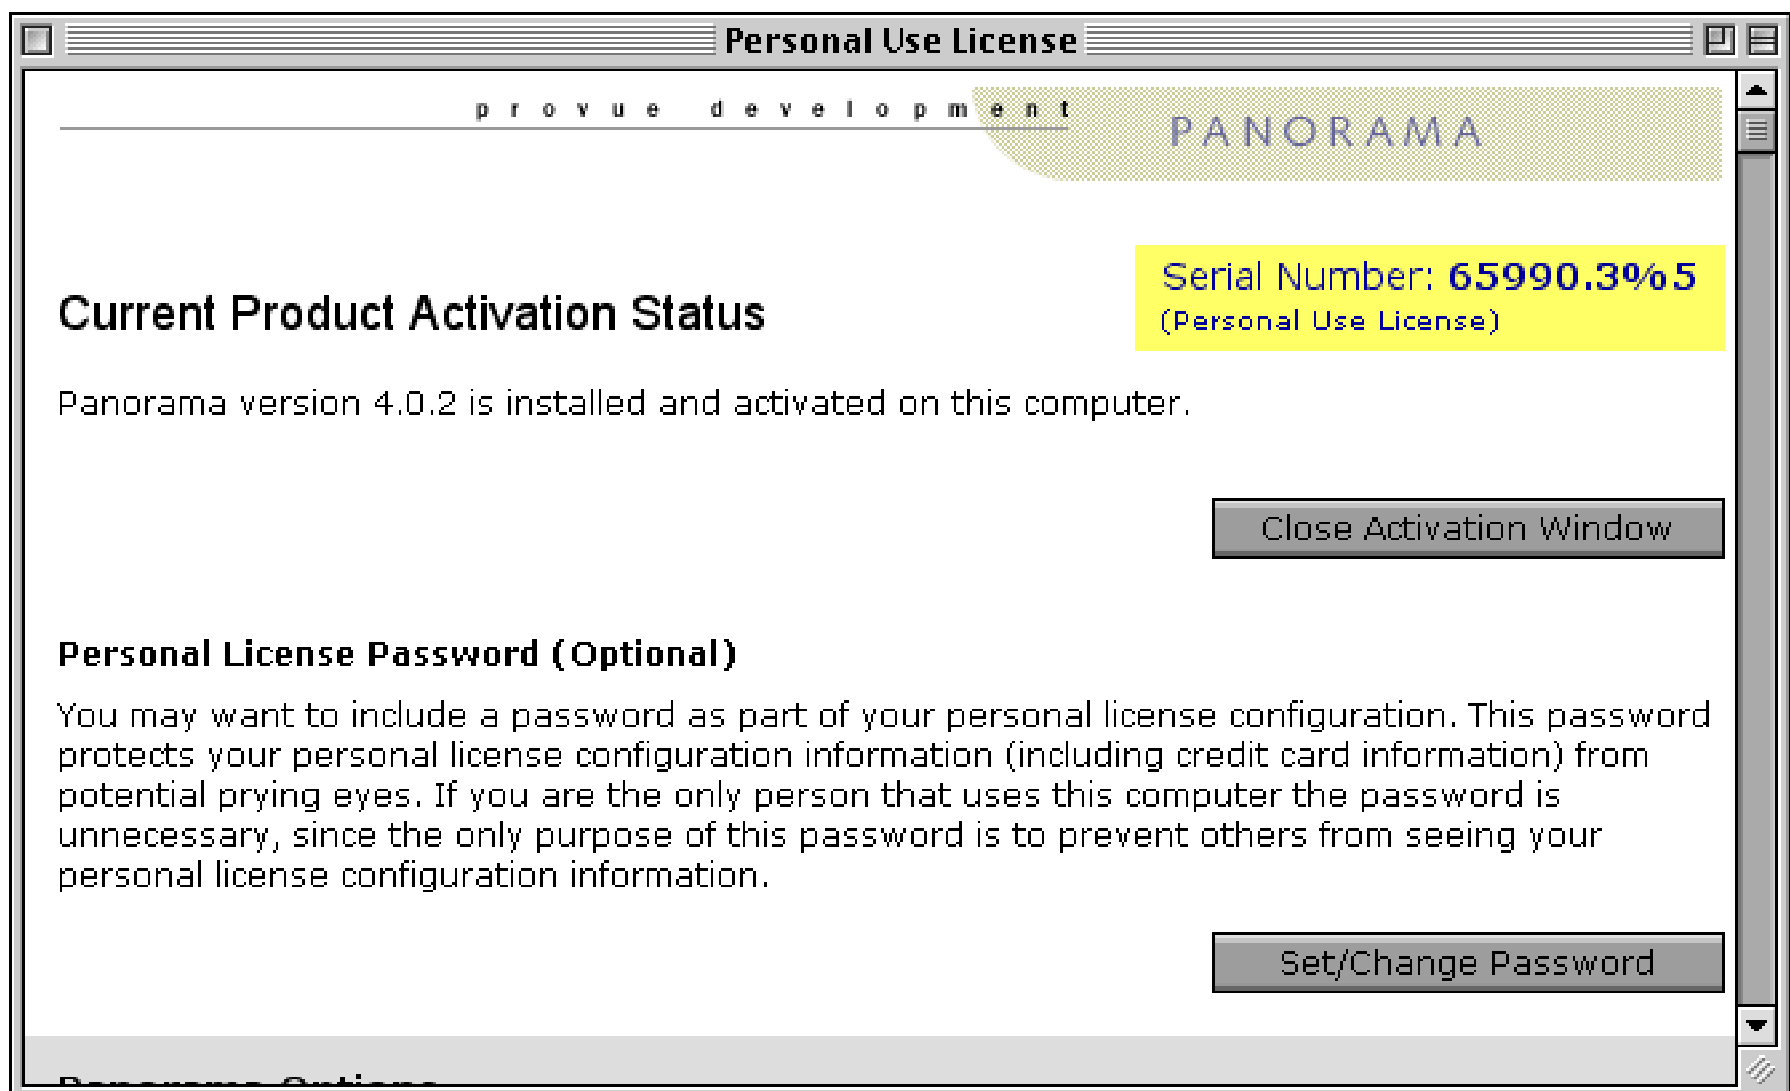 Personal Use License
provue development
PANORAMA
Serial Number: 65990.3%5
(Personal Use License)
Current Product Activation Status
Panorama version 4.0.2 is installed and activated on this computer.
Close Activation Window
Personal License Password (Optional)
You may want to include a password as part of your personal license configuration. This password
protects your personal license configuration information (including credit card information) from
potential prying eyes. If you are the only person that uses this computer the password is
unnecessary, since the only purpose of this password is to prevent others from seeing your
personal license configuration information.
Set/Change Password
Panorama Options